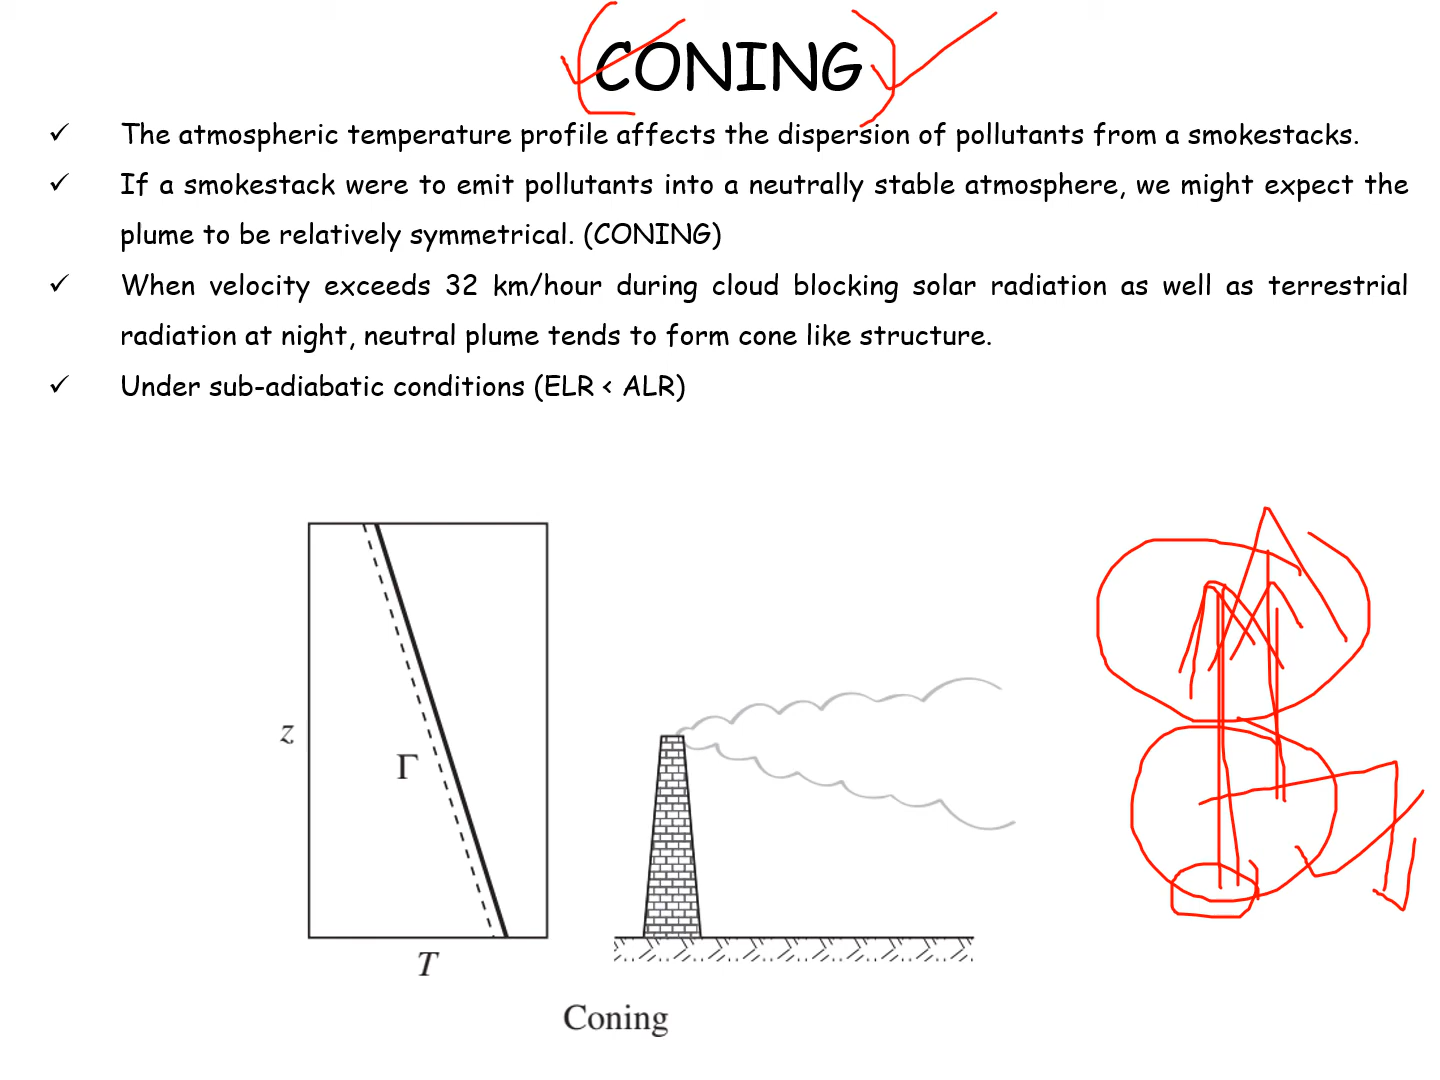 CONING
✓ The atmospheric temperature profile affects the dispersion of pollutants from a smokestacks.
✓ If a smokestack were to emit pollutants into a neutrally stable atmosphere, we might expect the
plume to be relatively symmetrical. (CONING)
✓ When velocity exceeds 32 km/hour during cloud blocking solar radiation as well as terrestrial
radiation at night, neutral plume tends to form cone like structure.
✓ Under sub-adiabatic conditions (ELR < ALR)
z
Γ
T
Coning